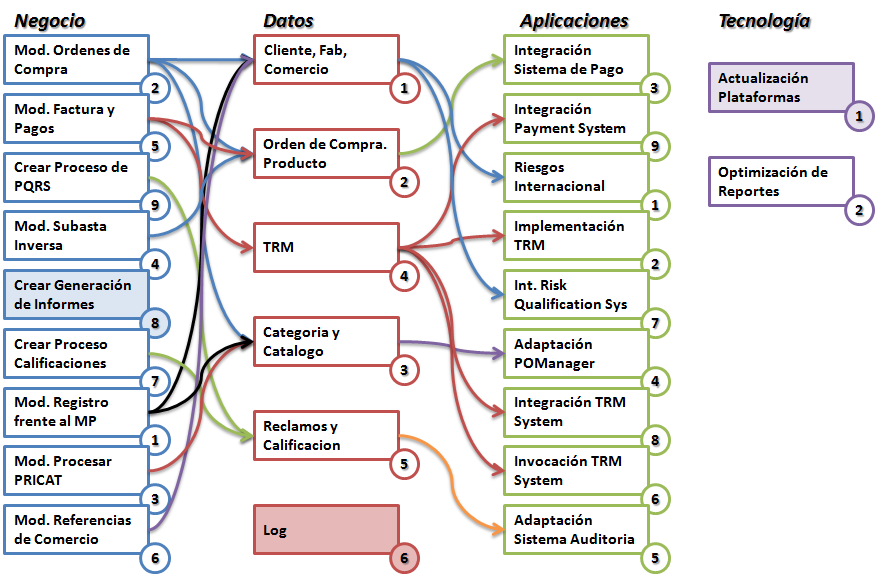 Negocio
Mod. Ordenes de
Compra
2
Mod. Factura y
Pagos
5
Crear Proceso de
PQRS
9
Mod. Subasta
Inversa
4
Crear Generación
de Informes
8
Crear Proceso
Calificaciones
7
Mod. Registro
frente al MP
1
Mod. Procesar
PRICAT
3
Mod. Referencias
de Comercio
6
Datos
Cliente, Fab,
Comercio
1
Orden de Compra.
Producto
2
TRM
4
Categoria y
Catalogo
3
Reclamos y
Calificacion
5
Log
6
Aplicaciones
Integración
Sistema de Pago
3
Integración
Payment System
9
Riesgos
Internacional
1
Implementación
TRM
2
Int. Risk
Qualification Sys
7
Adaptación
POManager
4
Integración TRM
System
8
Invocación TRM
System
6
Adaptación
Sistema Auditoria
5
Tecnología
Actualización
Plataformas
1
Optimización de
Reportes
2